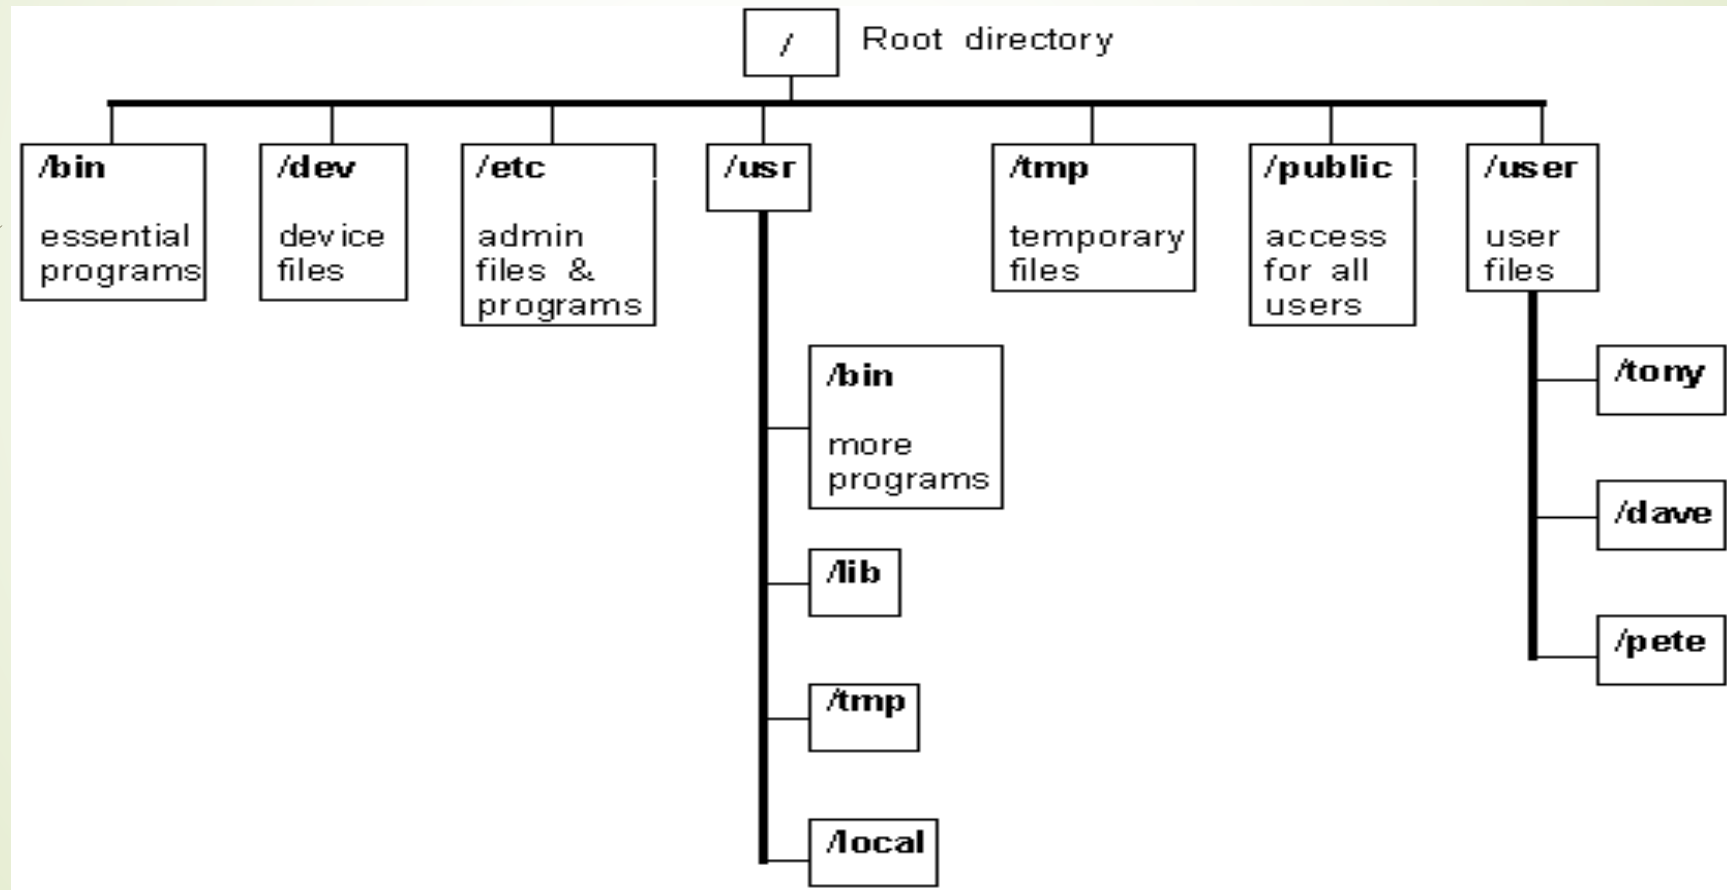 / Root directory
/bin
essential
programs
/dev
device
files
/etc
admin
files &
programs
/usr
/tmp
temporary
files
/public
access
for all
users
/user
user
files
/bin
more
programs
/lib
/tmp
/local
/tony
/dave
/pete